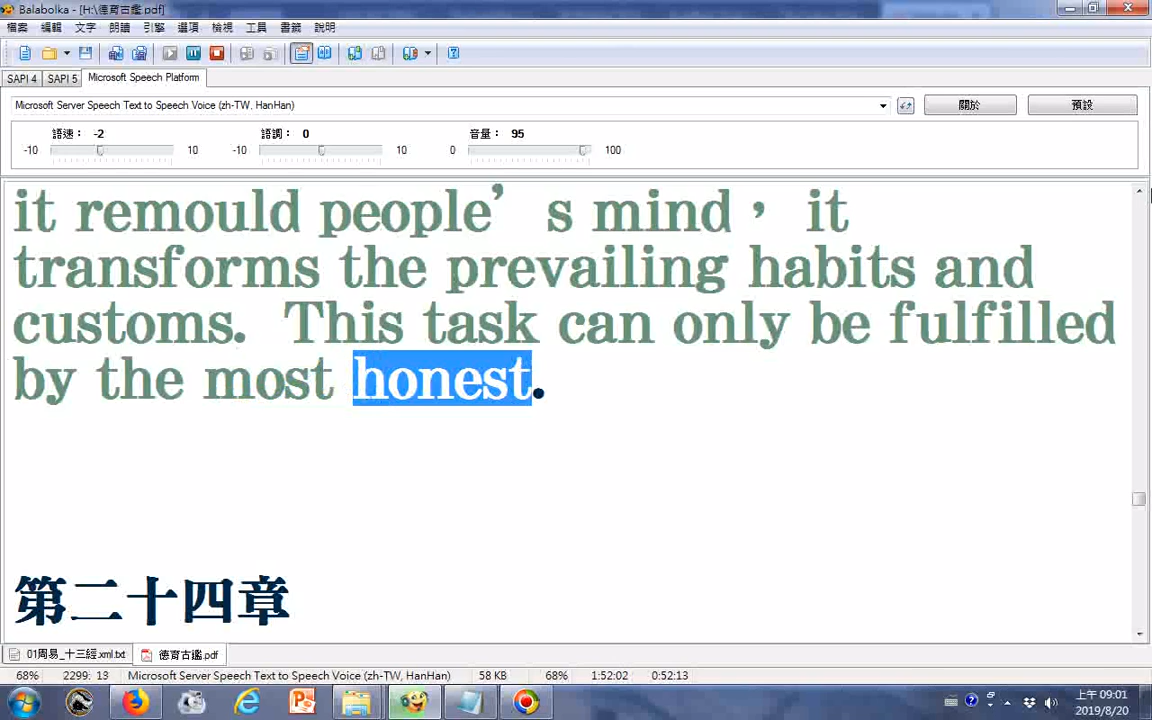 Balabolka - [H:\德育古鑑.pdf]
檔案 編輯 文字 朗讀 引擎 選項 檢視 工具 書籤 說明
SAPI 4 SAPI 5 Microsoft Speech Platform
Microsoft Server Speech Text to Speech Voice (zh-TW, HanHan) 關於 預設
語速： -2 語調： 0 音量： 95
-10 10 -10 10 0 100
it remould people’s mind，it
transforms the prevailing habits and
customs. This task can only be fulfilled
by the most honest.
第二十四章
01周易_十三經.xml.txt 德育古鑑.pdf
68% 2299: 13 Microsoft Server Speech Text to Speech Voice (zh-TW, HanHan) 58 KB 68% 1:52:02 0:52:13
上午 09:01
2019/8/20